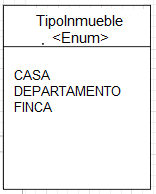 TipoInmueble
<Enum>
CASA
DEPARTAMENTO
FINCA